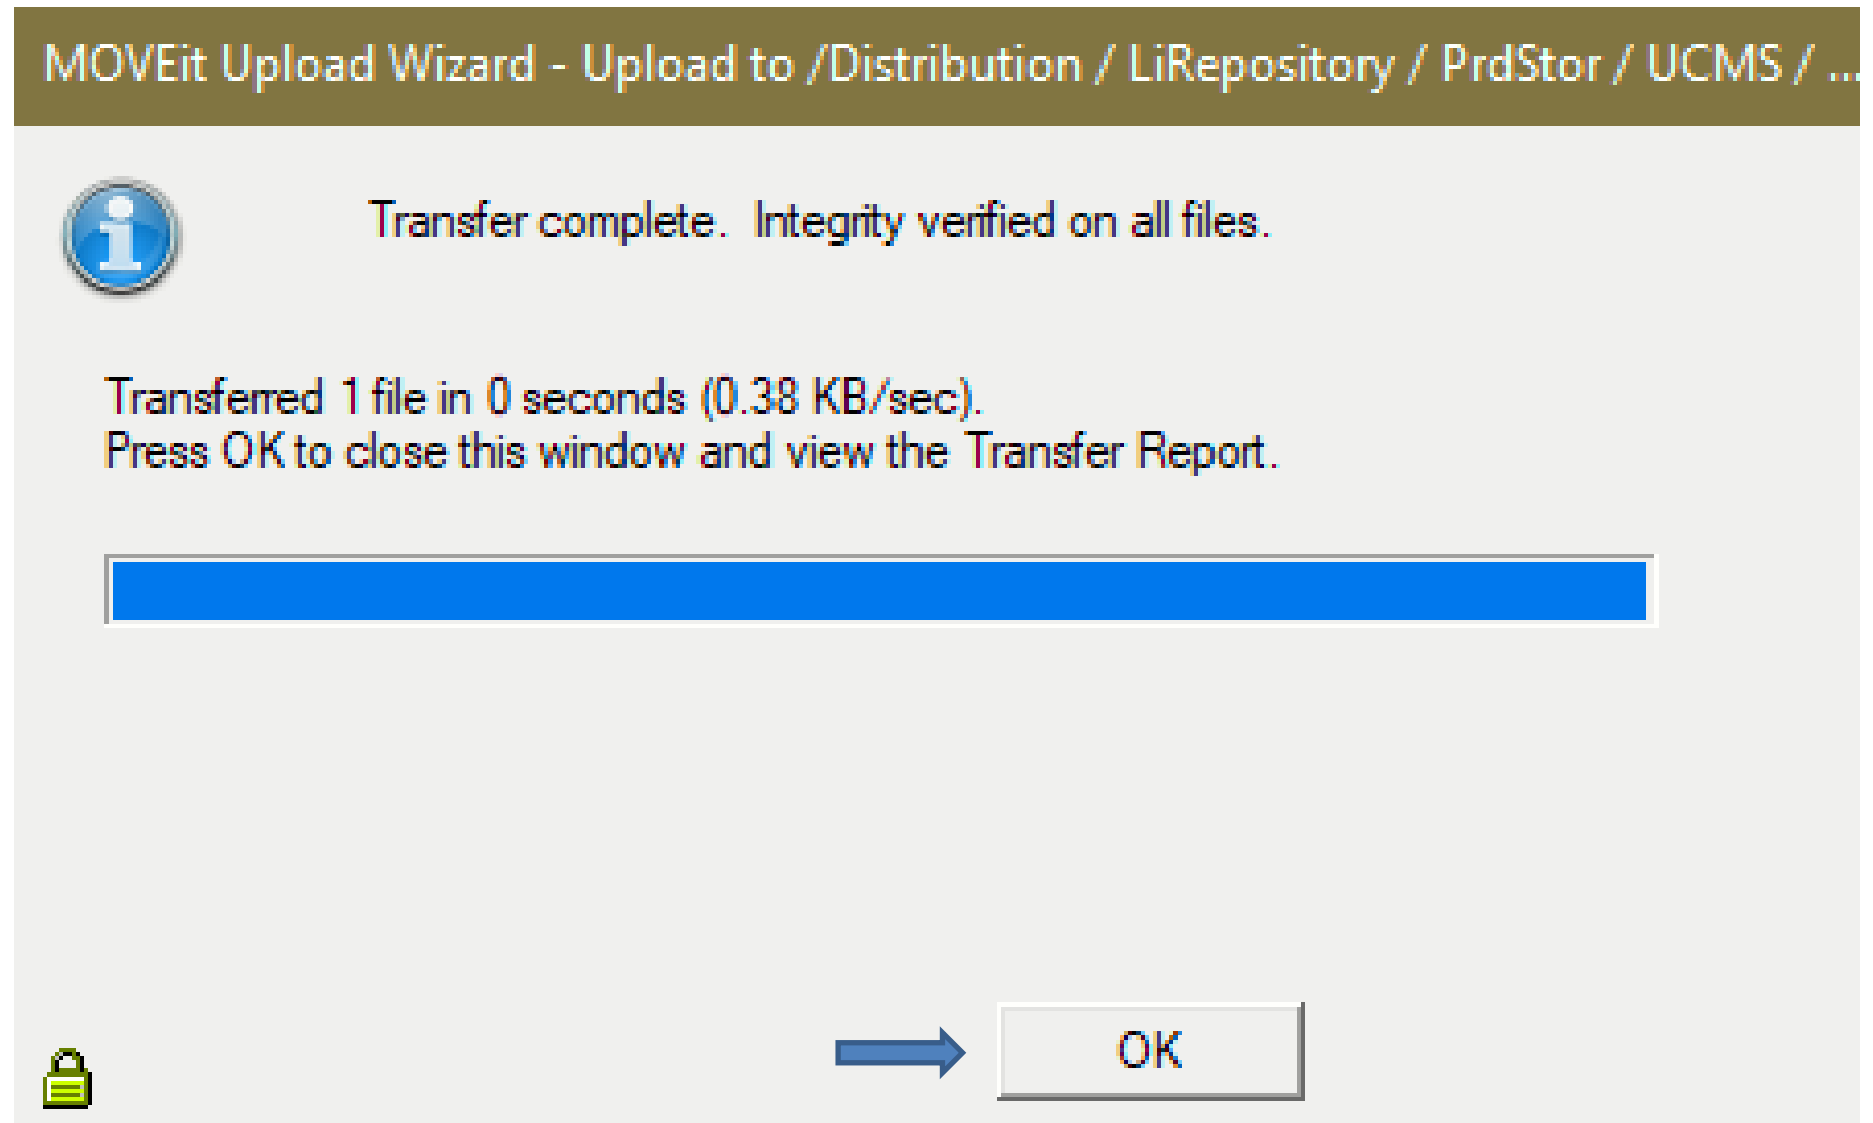 MOVEit Upload Wizard - Upload to /Distribution / LiRepository / PrdStor / UCMS / ...
Transfer complete.  Integrity verified on all files.
Transferred 1 file in 0 seconds (0.38 KB/sec).
Press OK to close this window and view the Transfer Report.
OK